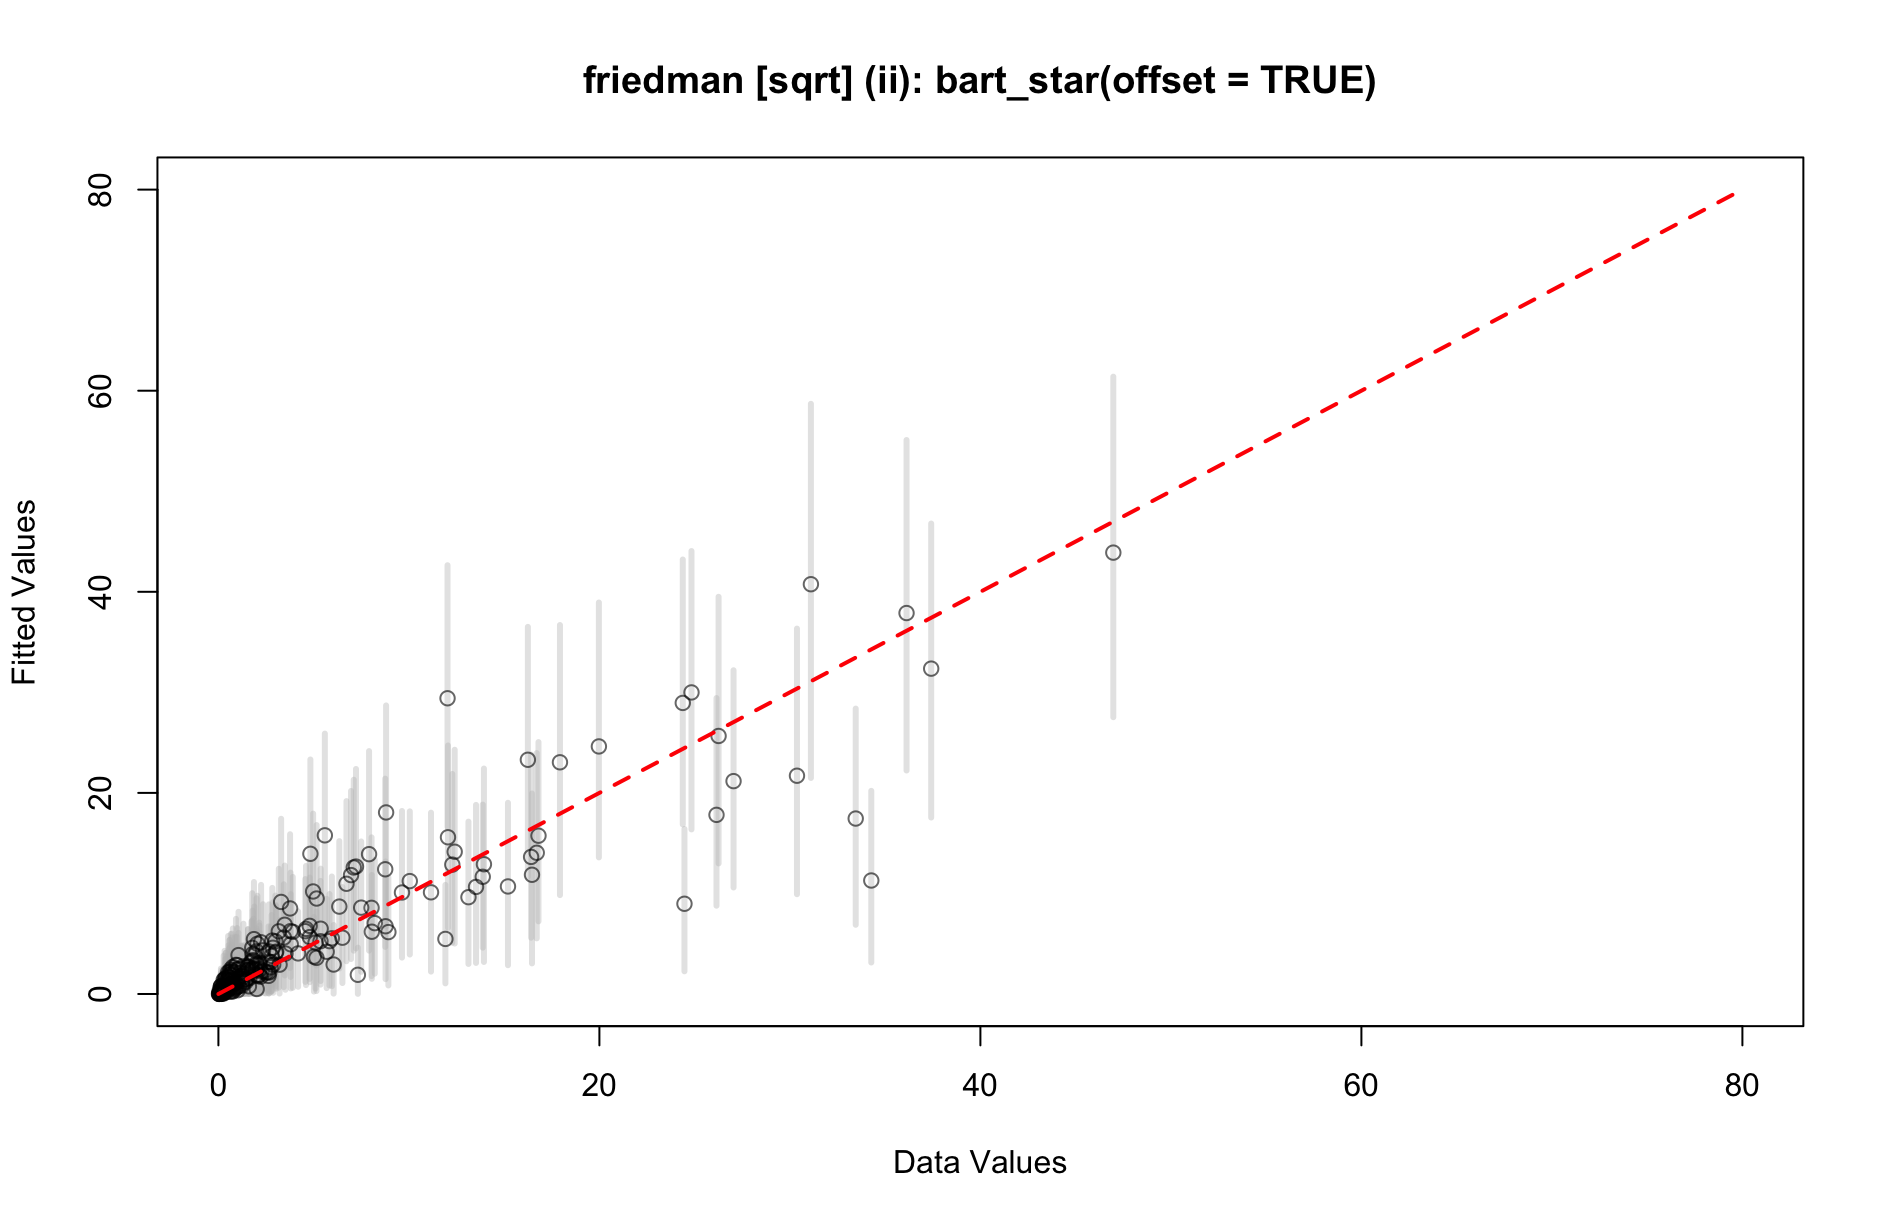 friedman [sqrt] (ii): bart_star(offset = TRUE)
80
60
40
20
0
Fitted Values
0 20 40 60 80
Data Values